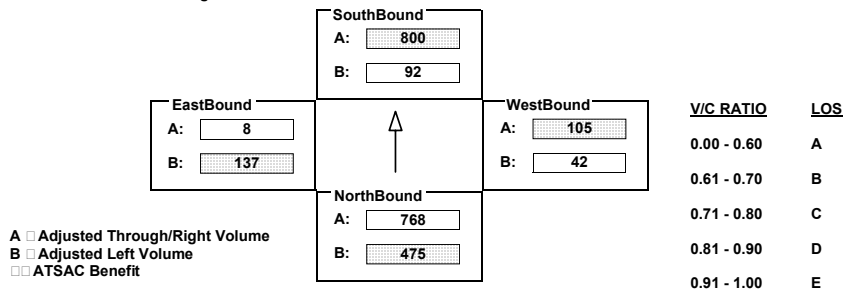 SouthBound
A: 800
B: 92
EastBound
A: 8
B: 137
WestBound
A: 105
B: 42
NorthBound
A: 768
B: 475
A □ Adjusted Through/Right Volume
B □ Adjusted Left Volume
□□ ATSAC Benefit
V/C RATIO LOS
0.00 - 0.60 A
0.61 - 0.70 B
0.71 - 0.80 C
0.81 - 0.90 D
0.91 - 1.00 E